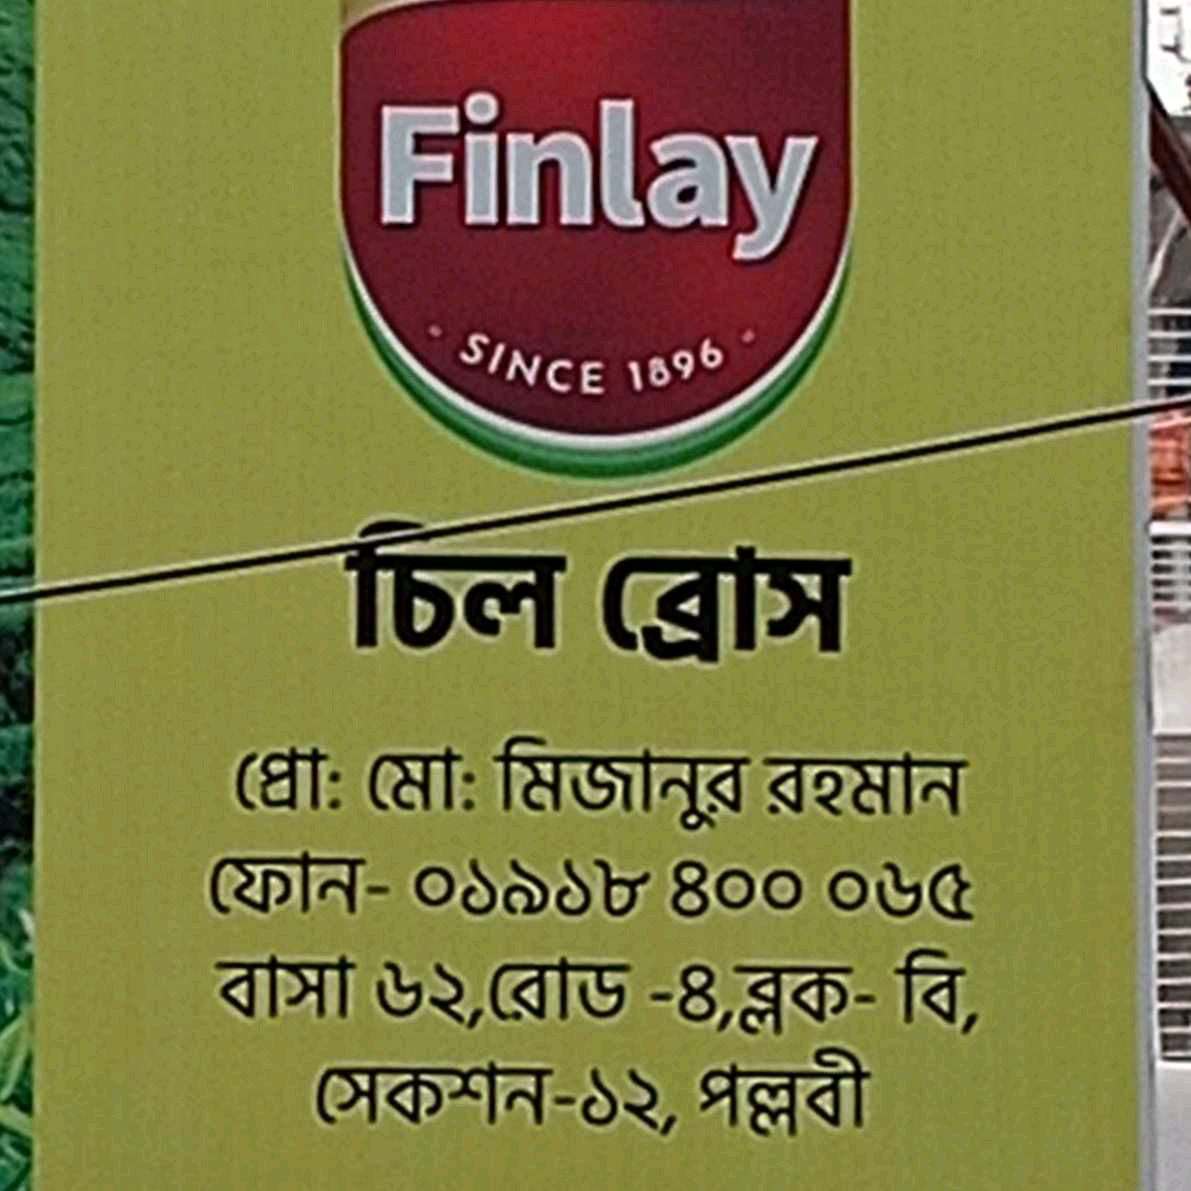 Finlay
SINCE 1896
চিল ব্রোস
প্রো: মো: মিজানুর রহমান
ফোন- ০১৯১৮ ৪০০ ০৬৫
বাসা ৬২,রোড -৪,ব্লক- বি,
সেকশন-১২, পল্লবী